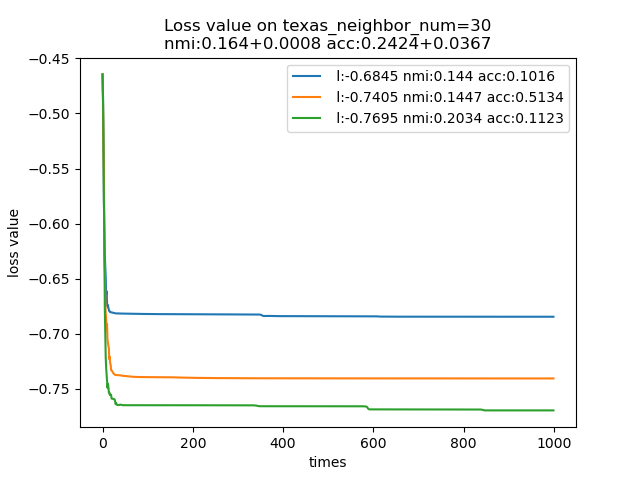 Loss value on texas_neighbor_num=30
nmi:0.164+0.0008 acc:0.2424+0.0367
l:-0.6845 nmi:0.144 acc:0.1016
l:-0.7405 nmi:0.1447 acc:0.5134
l:-0.7695 nmi:0.2034 acc:0.1123
loss value
−0.45
−0.50
−0.55
−0.60
−0.65
−0.70
−0.75
0 200 400 600 800 1000
times